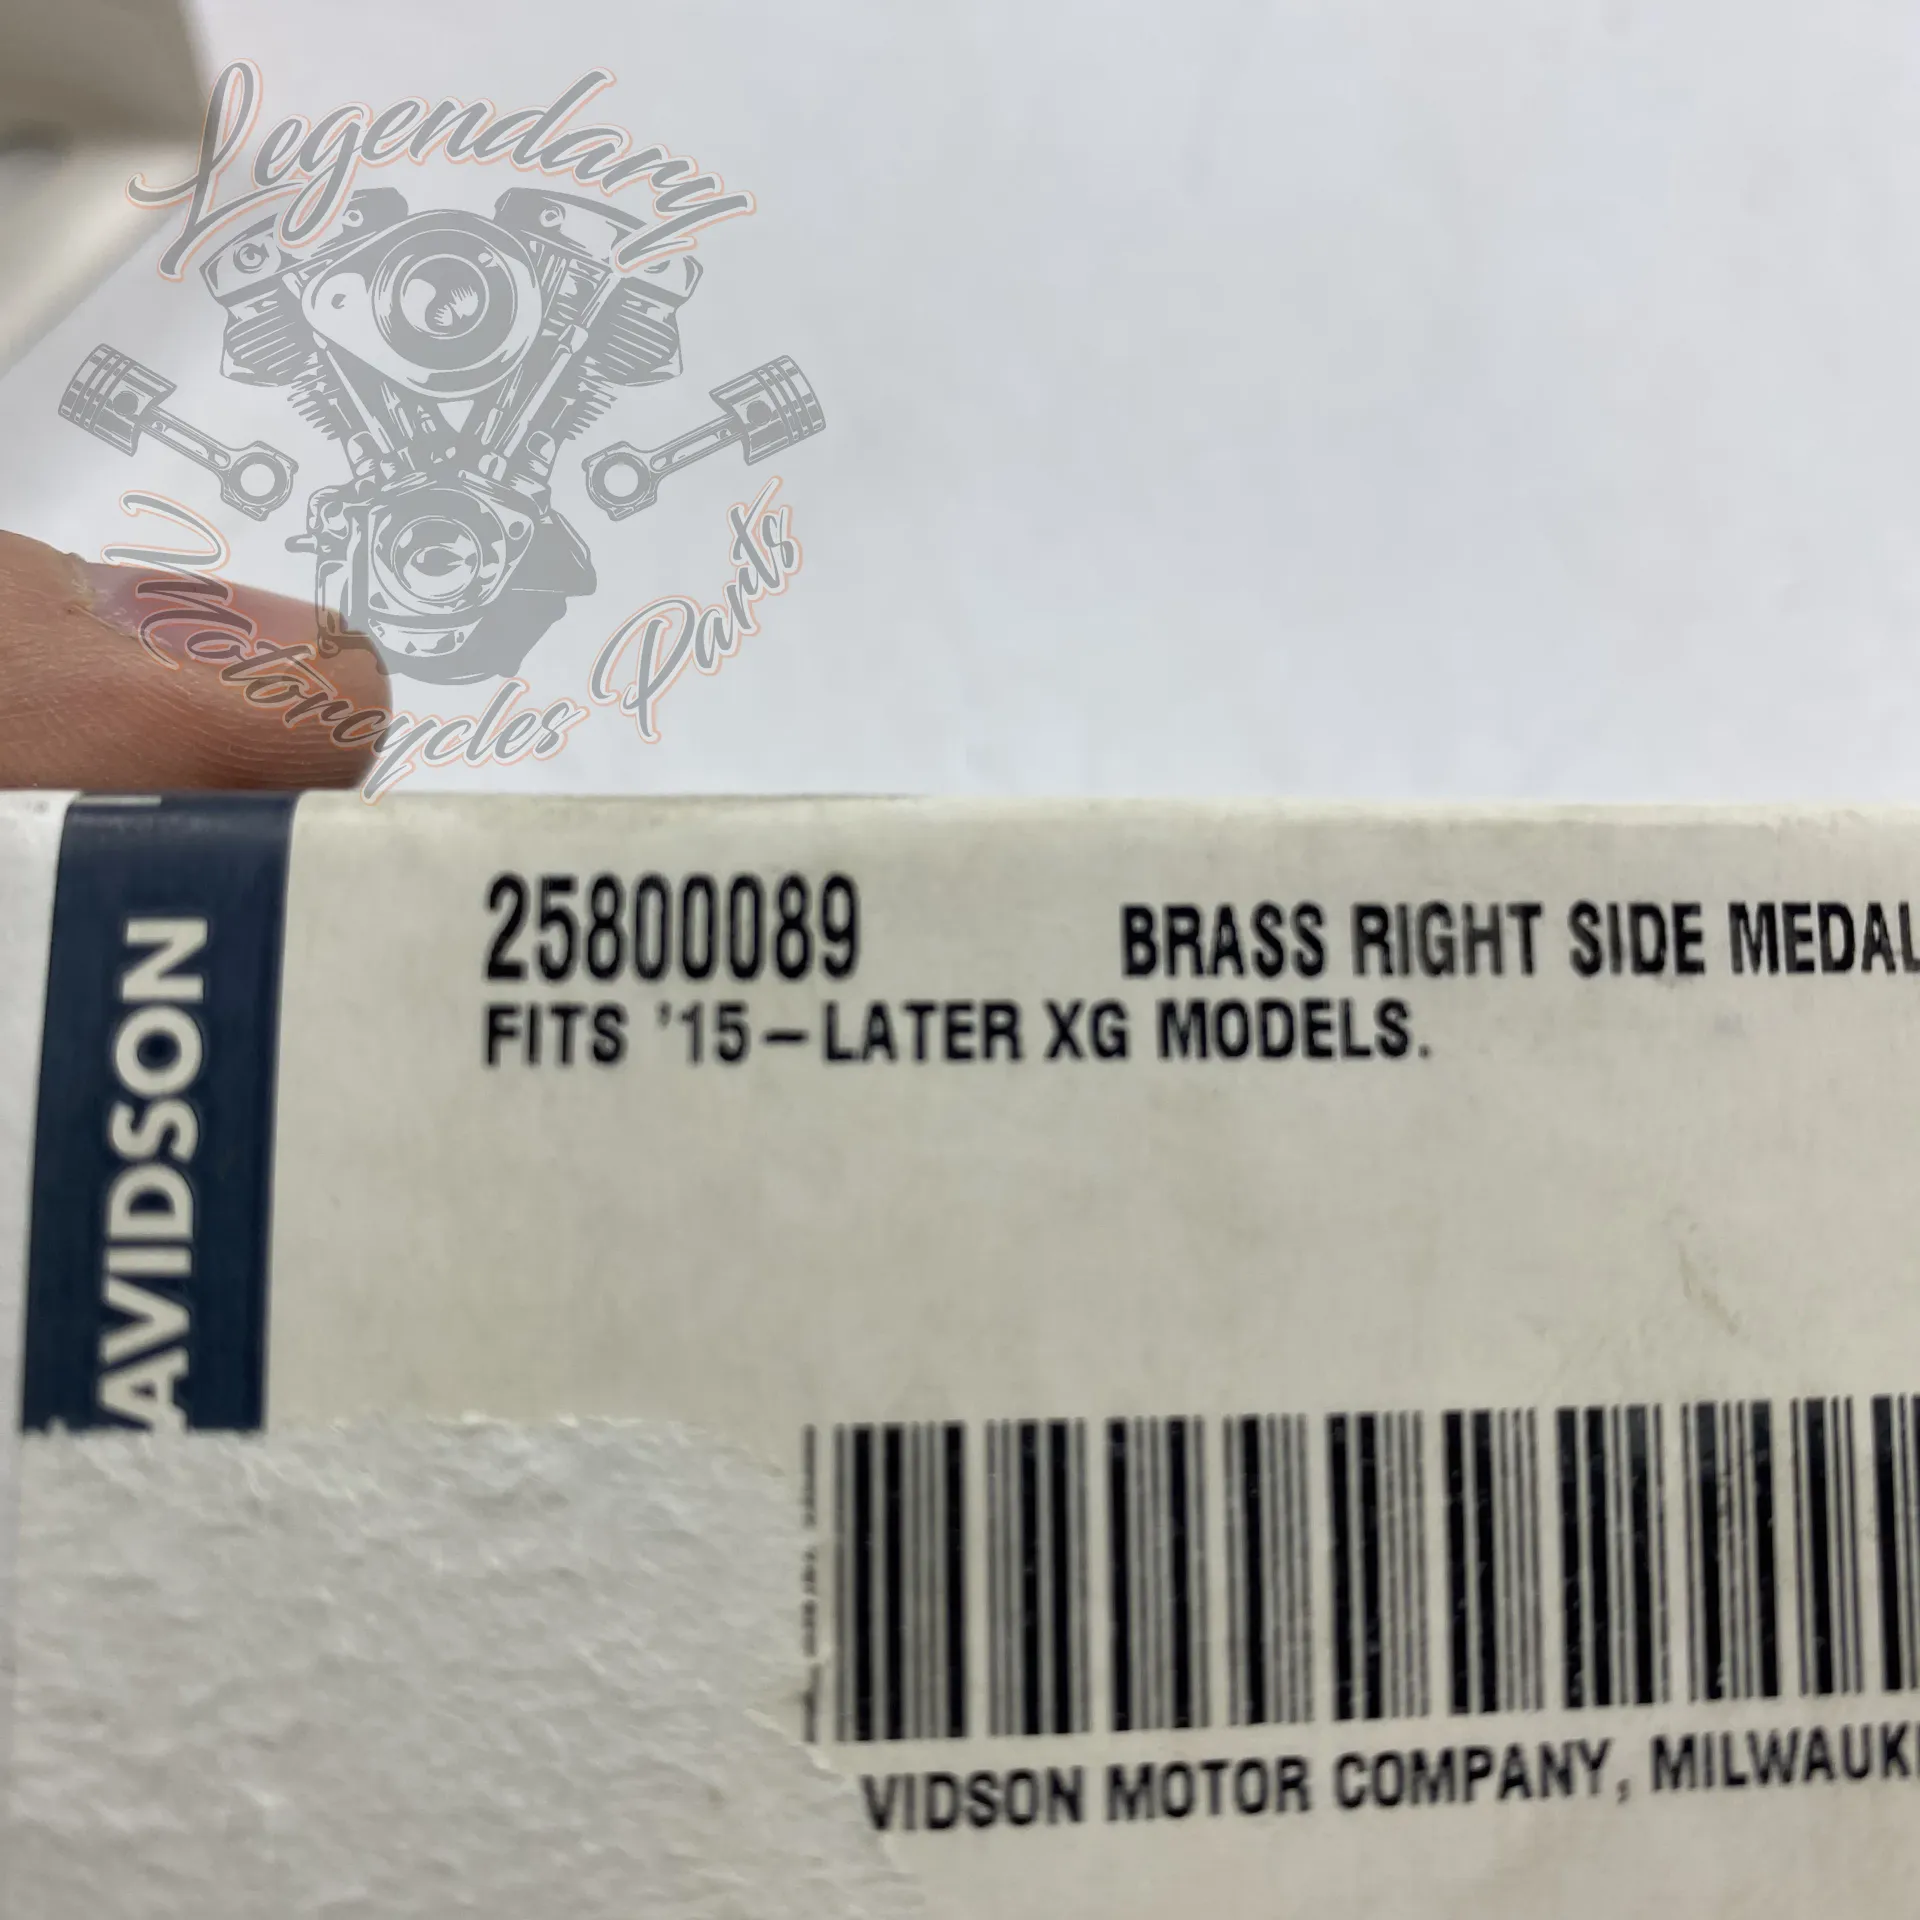 Legendary
Motorcycles Parts
25800089 BRASS RIGHT SIDE MEDAL
FITS '15-LATER XG MODELS.
AVIDSON
VIDSON MOTOR COMPANY, MILWAUK